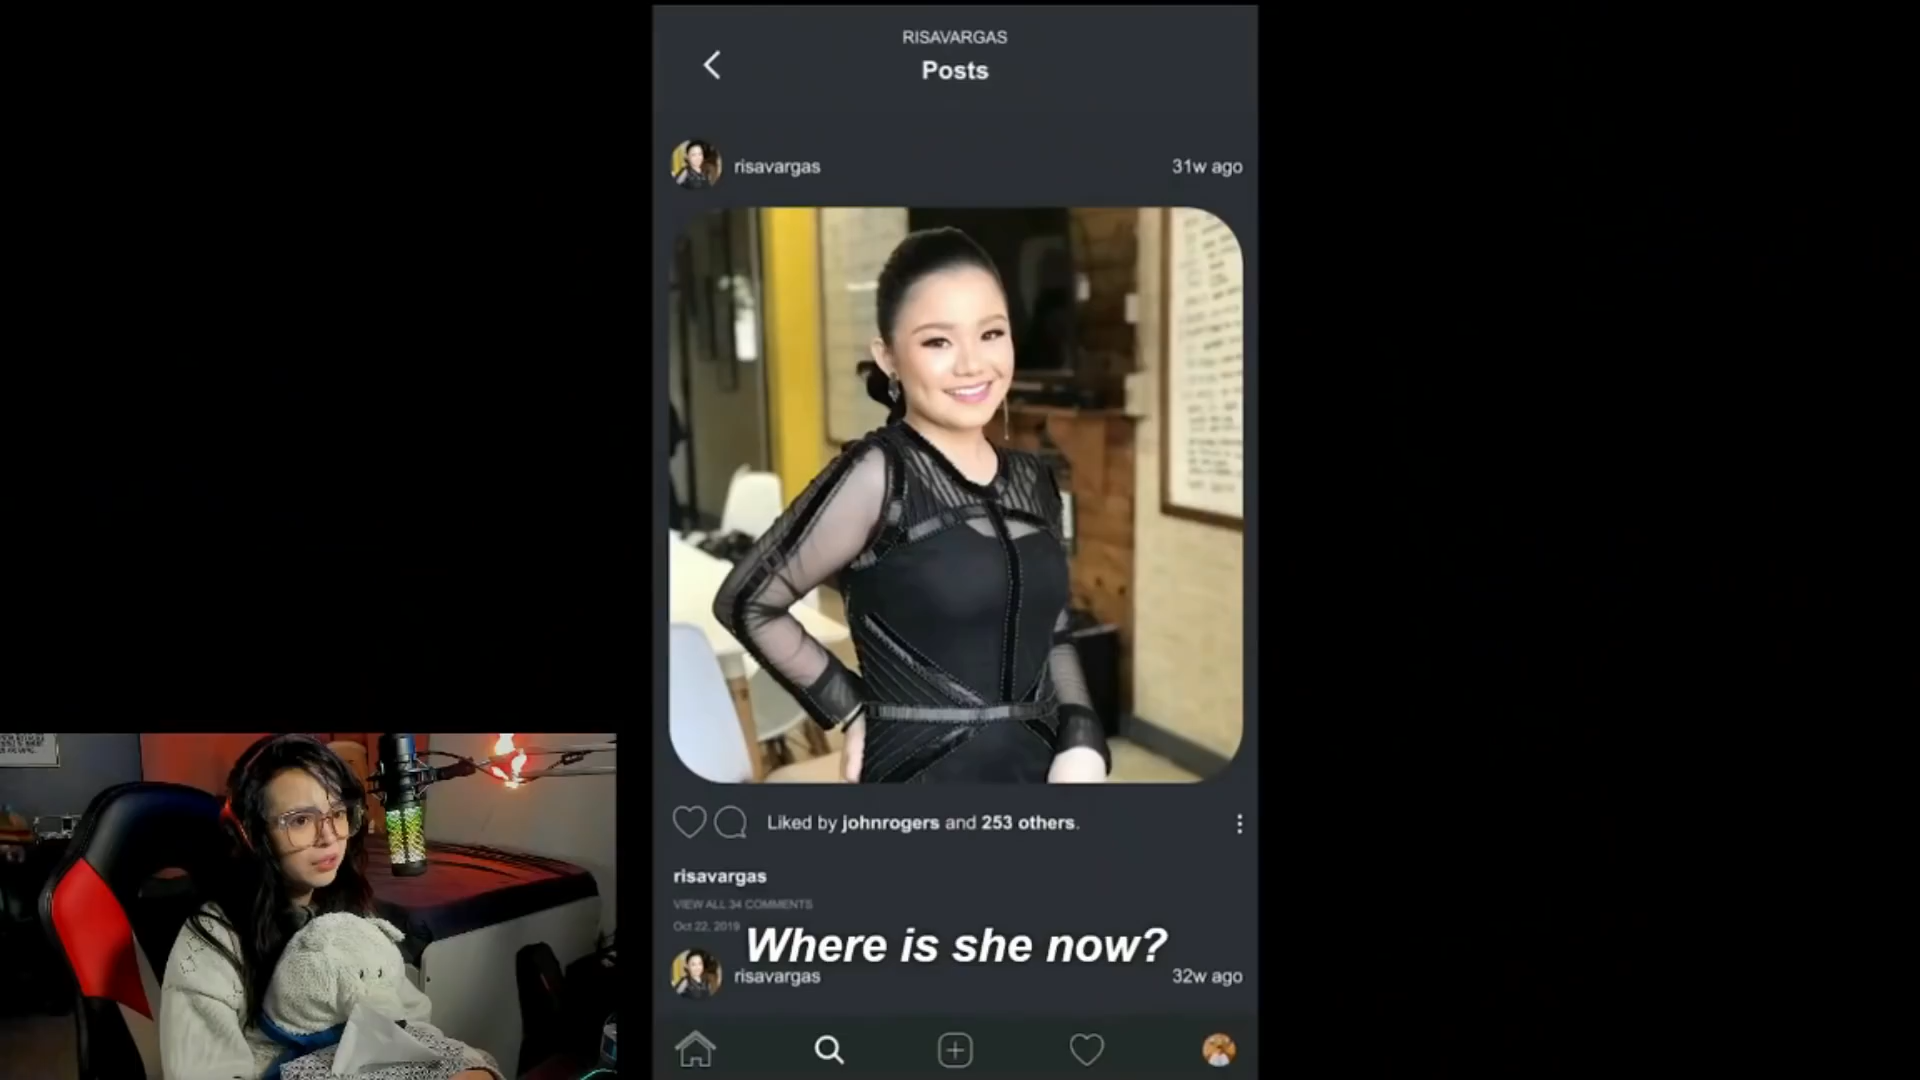 RISAVARGAS
Posts
risavargas
31w ago
Liked by johnrogers and 253 others.
risavargas
VIEW ALL 34 COMMENTS
Oct 22, 2019
Where is she now?
risavargas
32w ago